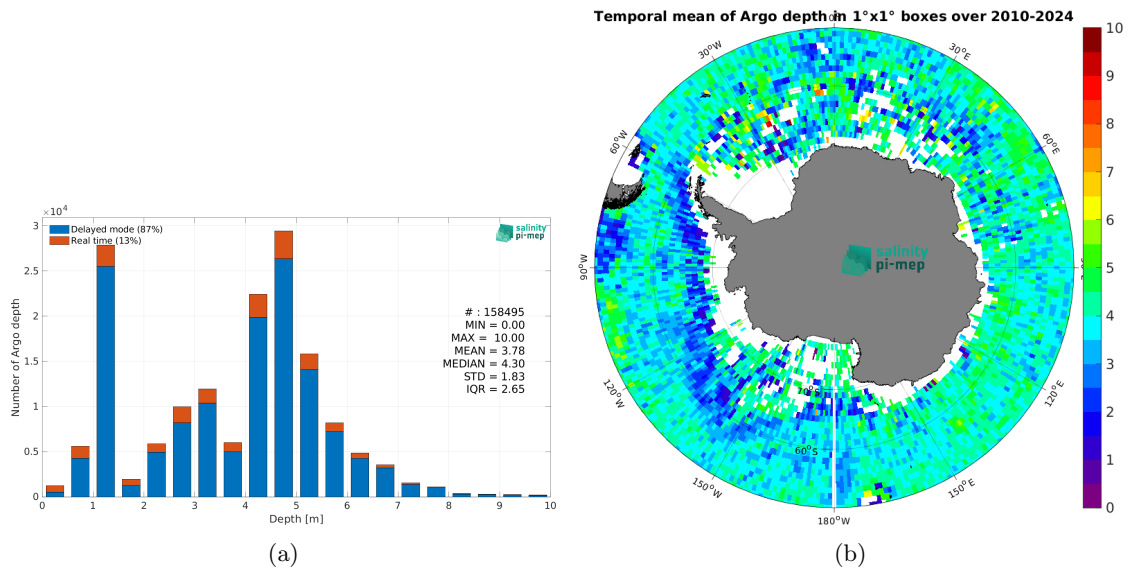 Temporal mean of Argo depth in 1°x1° boxes over 2010-2024
×10⁴
3
2.5
2
1.5
1
0.5
0
Number of Argo depth
Delayed mode (87%)
Real time (13%)
salinity
pi-mep
# : 158495
MIN = 0.00
MAX = 10.00
MEAN = 3.78
MEDIAN = 4.30
STD = 1.83
IQR = 2.65
0 1 2 3 4 5 6 7 8 9 10
Depth [m]
(a)
30°W
30°E
60°W
60°E
90°W
120°W
120°E
150°W
150°E
180°W
70°S
60°S
salinity
pi-mep
10
9
8
7
6
5
4
3
2
1
0
(b)